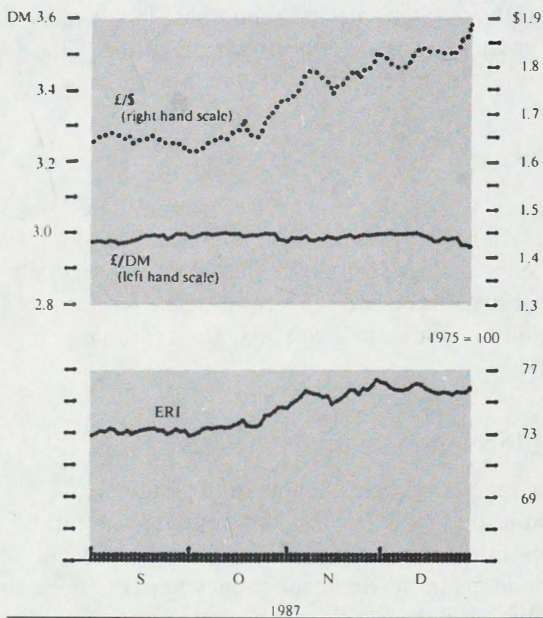 DM 3.6
$1.9
1.8
3.4
£/$
(right hand scale)
1.7
3.2
1.6
1.5
3.0
£/DM
(left hand scale)
1.4
2.8
1.3
1975 = 100
77
ERI
73
69
S O N D
1987